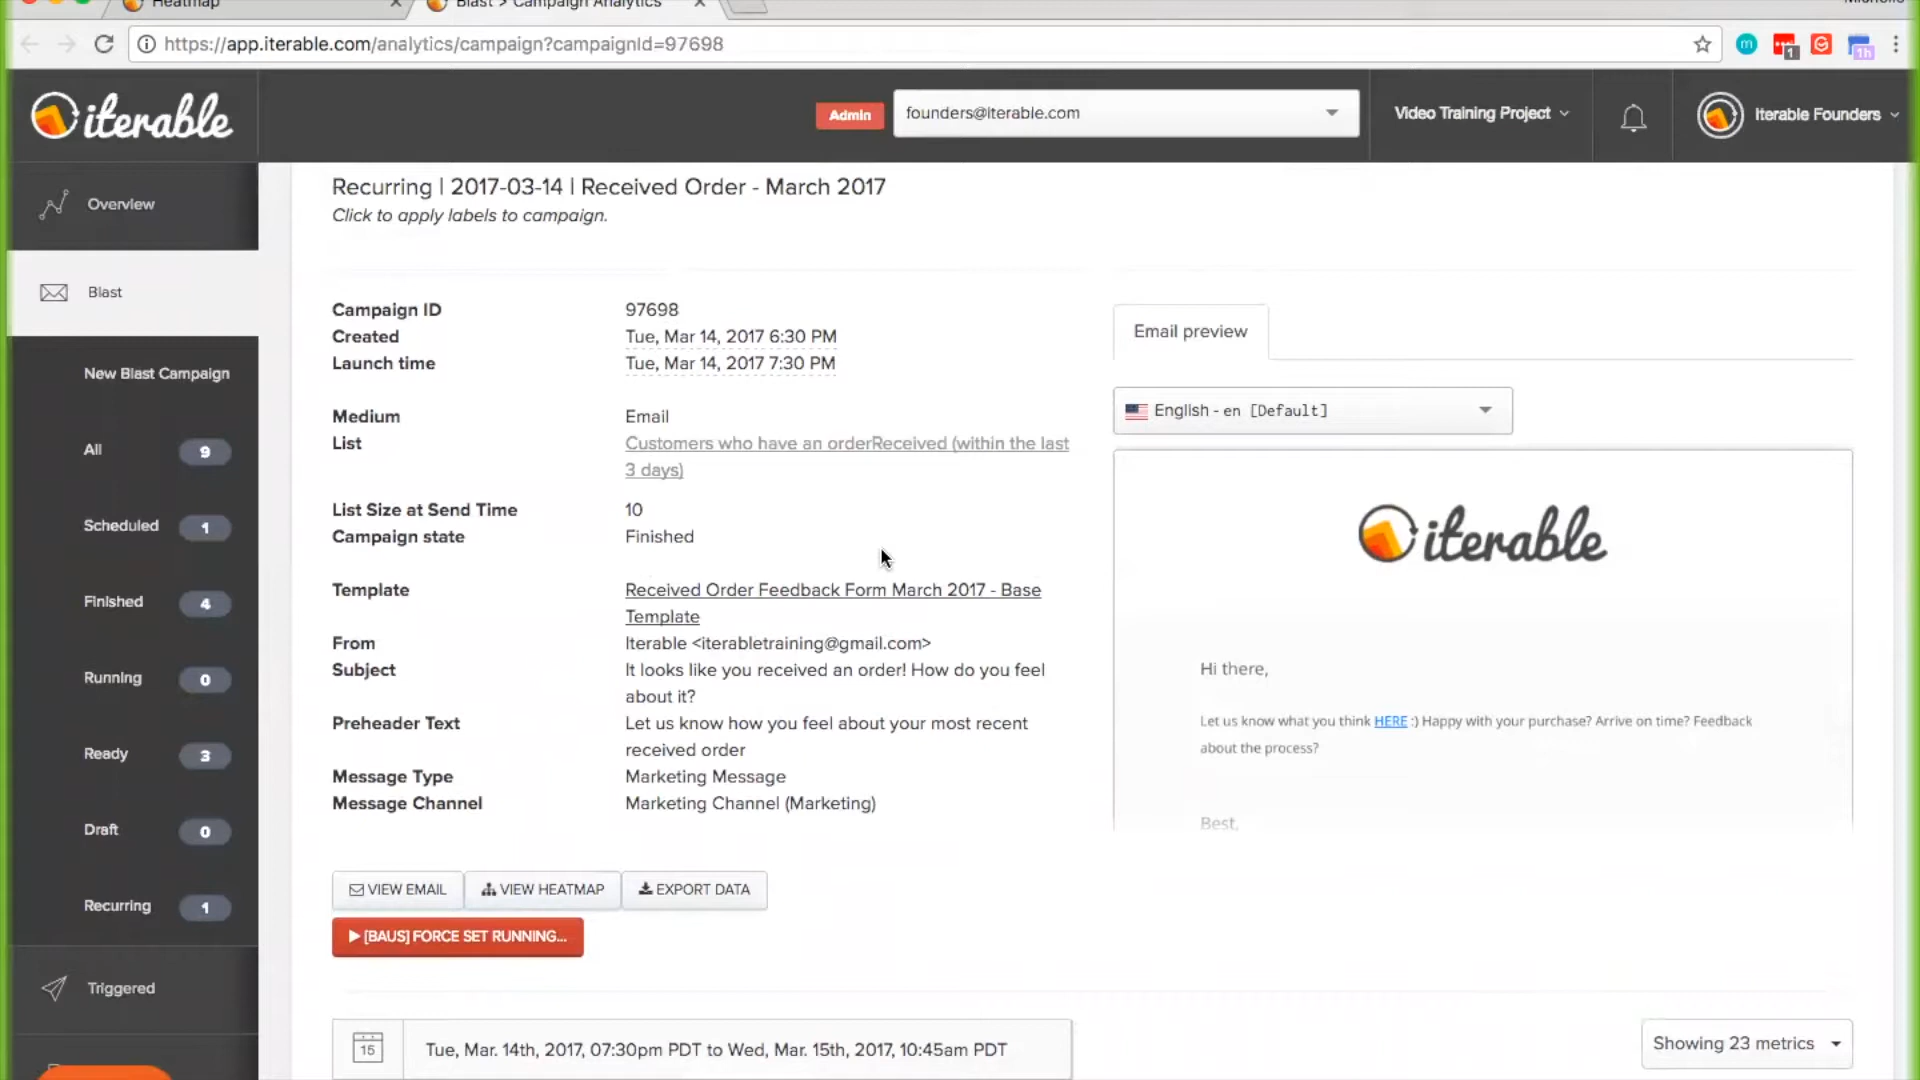 Heatmap
Blast > Campaign Analytics
https://app.iterable.com/analytics/campaign?campaignId=97698
1
1h
iterable
Admin
founders@iterable.com
Video Training Project
Iterable Founders
Overview
Blast
New Blast Campaign
All 9
Scheduled 1
Finished 4
Running 0
Ready 3
Draft 0
Recurring 1
Triggered
Recurring | 2017-03-14 | Received Order - March 2017
Click to apply labels to campaign.
Campaign ID 97698
Created Tue, Mar 14, 2017 6:30 PM
Launch time Tue, Mar 14, 2017 7:30 PM
Medium Email
List Customers who have an orderReceived (within the last
3 days)
List Size at Send Time 10
Campaign state Finished
Template Received Order Feedback Form March 2017 - Base
Template
From Iterable <iterabletraining@gmail.com>
Subject It looks like you received an order! How do you feel
about it?
Preheader Text Let us know how you feel about your most recent
received order
Message Type Marketing Message
Message Channel Marketing Channel (Marketing)
VIEW EMAIL VIEW HEATMAP EXPORT DATA
[BAUS] FORCE SET RUNNING...
Email preview
English - en [Default]
iterable
Hi there,
Let us know what you think HERE :) Happy with your purchase? Arrive on time? Feedback
about the process?
Best,
15
Tue, Mar. 14th, 2017, 07:30pm PDT to Wed, Mar. 15th, 2017, 10:45am PDT
Showing 23 metrics